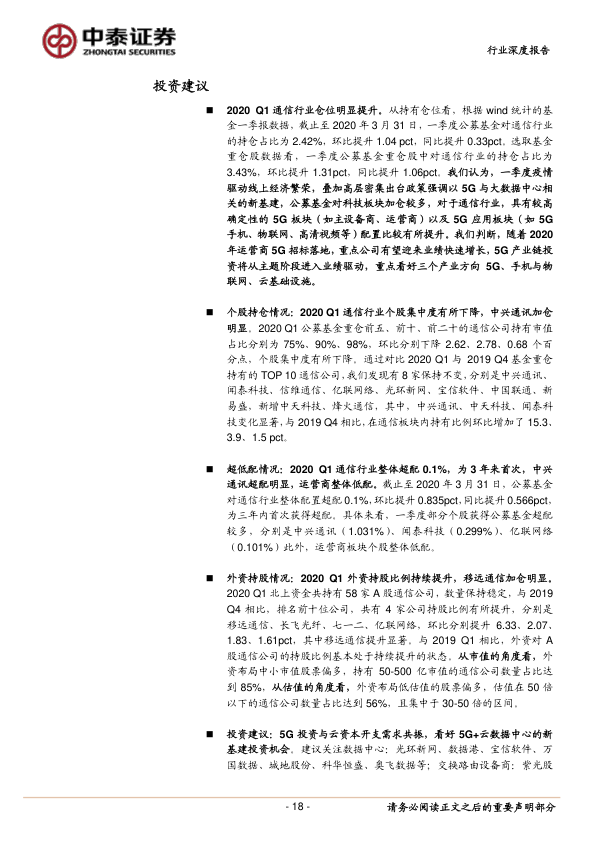 中泰证券
ZHONGTAI SECURITIES
行业深度报告
投资建议
■ 2020 Q1 通信行业仓位明显提升。从持有仓位看，根据 wind 统计的基
金一季报数据，截止至 2020 年 3 月 31 日，一季度公募基金对通信行业
的持仓占比为 2.42%，环比提升 1.04 pct，同比提升 0.33pct。选取基金
重仓股数据看，一季度公募基金重仓股中对通信行业的持仓占比为
3.43%，环比提升 1.31pct，同比提升 1.06pct。我们认为，一季度疫情
驱动线上经济繁荣，叠加高层密集出台政策强调以 5G 与大数据中心相
关的新基建，公募基金对科技板块加仓较多，对于通信行业，具有较高
确定性的 5G 板块（如主设备商、运营商）以及 5G 应用板块（如 5G
手机、物联网、高清视频等）配置比较有所提升。我们判断，随着 2020
年运营商 5G 招标落地，重点公司有望迎来业绩快速增长，5G 产业链投
资将从主题阶段进入业绩驱动，重点看好三个产业方向 5G、手机与物
联网、云基础设施。
■ 个股持仓情况：2020 Q1 通信行业个股集中度有所下降，中兴通讯加仓
明显。2020 Q1 公募基金重仓前五、前十、前二十的通信公司持有市值
占比分别为 75%、90%、98%，环比分别下降 2.62、2.78、0.68 个百
分点，个股集中度有所下降。通过对比 2020 Q1 与 2019 Q4 基金重仓
持有的 TOP 10 通信公司，我们发现有 8 家保持不变，分别是中兴通讯、
闻泰科技、信维通信、亿联网络、光环新网、宝信软件、中国联通、新
易盛，新增中天科技、烽火通信，其中，中兴通讯、中天科技、闻泰科
技变化显著，与 2019 Q4 相比，在通信板块内持有比例环比增加了 15.3、
3.9、1.5 pct。
■ 超低配情况：2020 Q1 通信行业整体超配 0.1%，为 3 年来首次，中兴
通讯超配明显，运营商整体低配。截止至 2020 年 3 月 31 日，公募基金
对通信行业整体配置超配 0.1%，环比提升 0.835pct，同比提升 0.566pct，
为三年内首次获得超配。具体来看，一季度部分个股获得公募基金超配
较多，分别是中兴通讯（1.031%）、闻泰科技（0.299%）、亿联网络
（0.101%）此外，运营商板块个股整体低配。
■ 外资持股情况：2020 Q1 外资持股比例持续提升，移远通信加仓明显。
2020 Q1 北上资金共持有 58 家 A 股通信公司，数量保持稳定，与 2019
Q4 相比，排名前十位公司，共有 4 家公司持股比例有所提升，分别是
移远通信、长飞光纤、七一二、亿联网络，环比分别提升 6.33、2.07、
1.83、1.61pct，其中移远通信提升显著。与 2019 Q1 相比，外资对 A
股通信公司的持股比例基本处于持续提升的状态。从市值的角度看，外
资布局中小市值股票偏多，持有 50-500 亿市值的通信公司数量占比达
到 85%，从估值的角度看，外资布局低估值的股票偏多，估值在 50 倍
以下的通信公司数量占比达到 56%，且集中于 30-50 倍的区间。
■ 投资建议：5G 投资与云资本开支需求共振，看好 5G+云数据中心的新
基建投资机会。建议关注数据中心：光环新网、数据港、宝信软件、万
国数据、城地股份、科华恒盛、奥飞数据等；交换路由设备商：紫光股
- 18 -
请务必阅读正文之后的重要声明部分